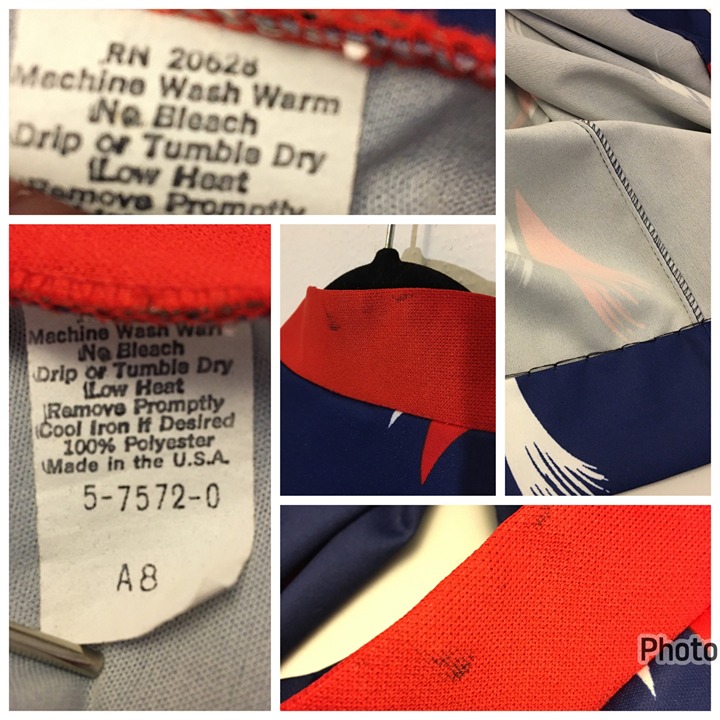 RN 20628
Machine Wash Warm
No Bleach
Drip or Tumble Dry
Low Heat
Remove Promptly
Machine Wash Warm
No Bleach
Drip or Tumble Dry
Low Heat
Remove Promptly
Cool Iron If Desired
100% Polyester
Made in the U.S.A.
5-7572-0
A8
Photo